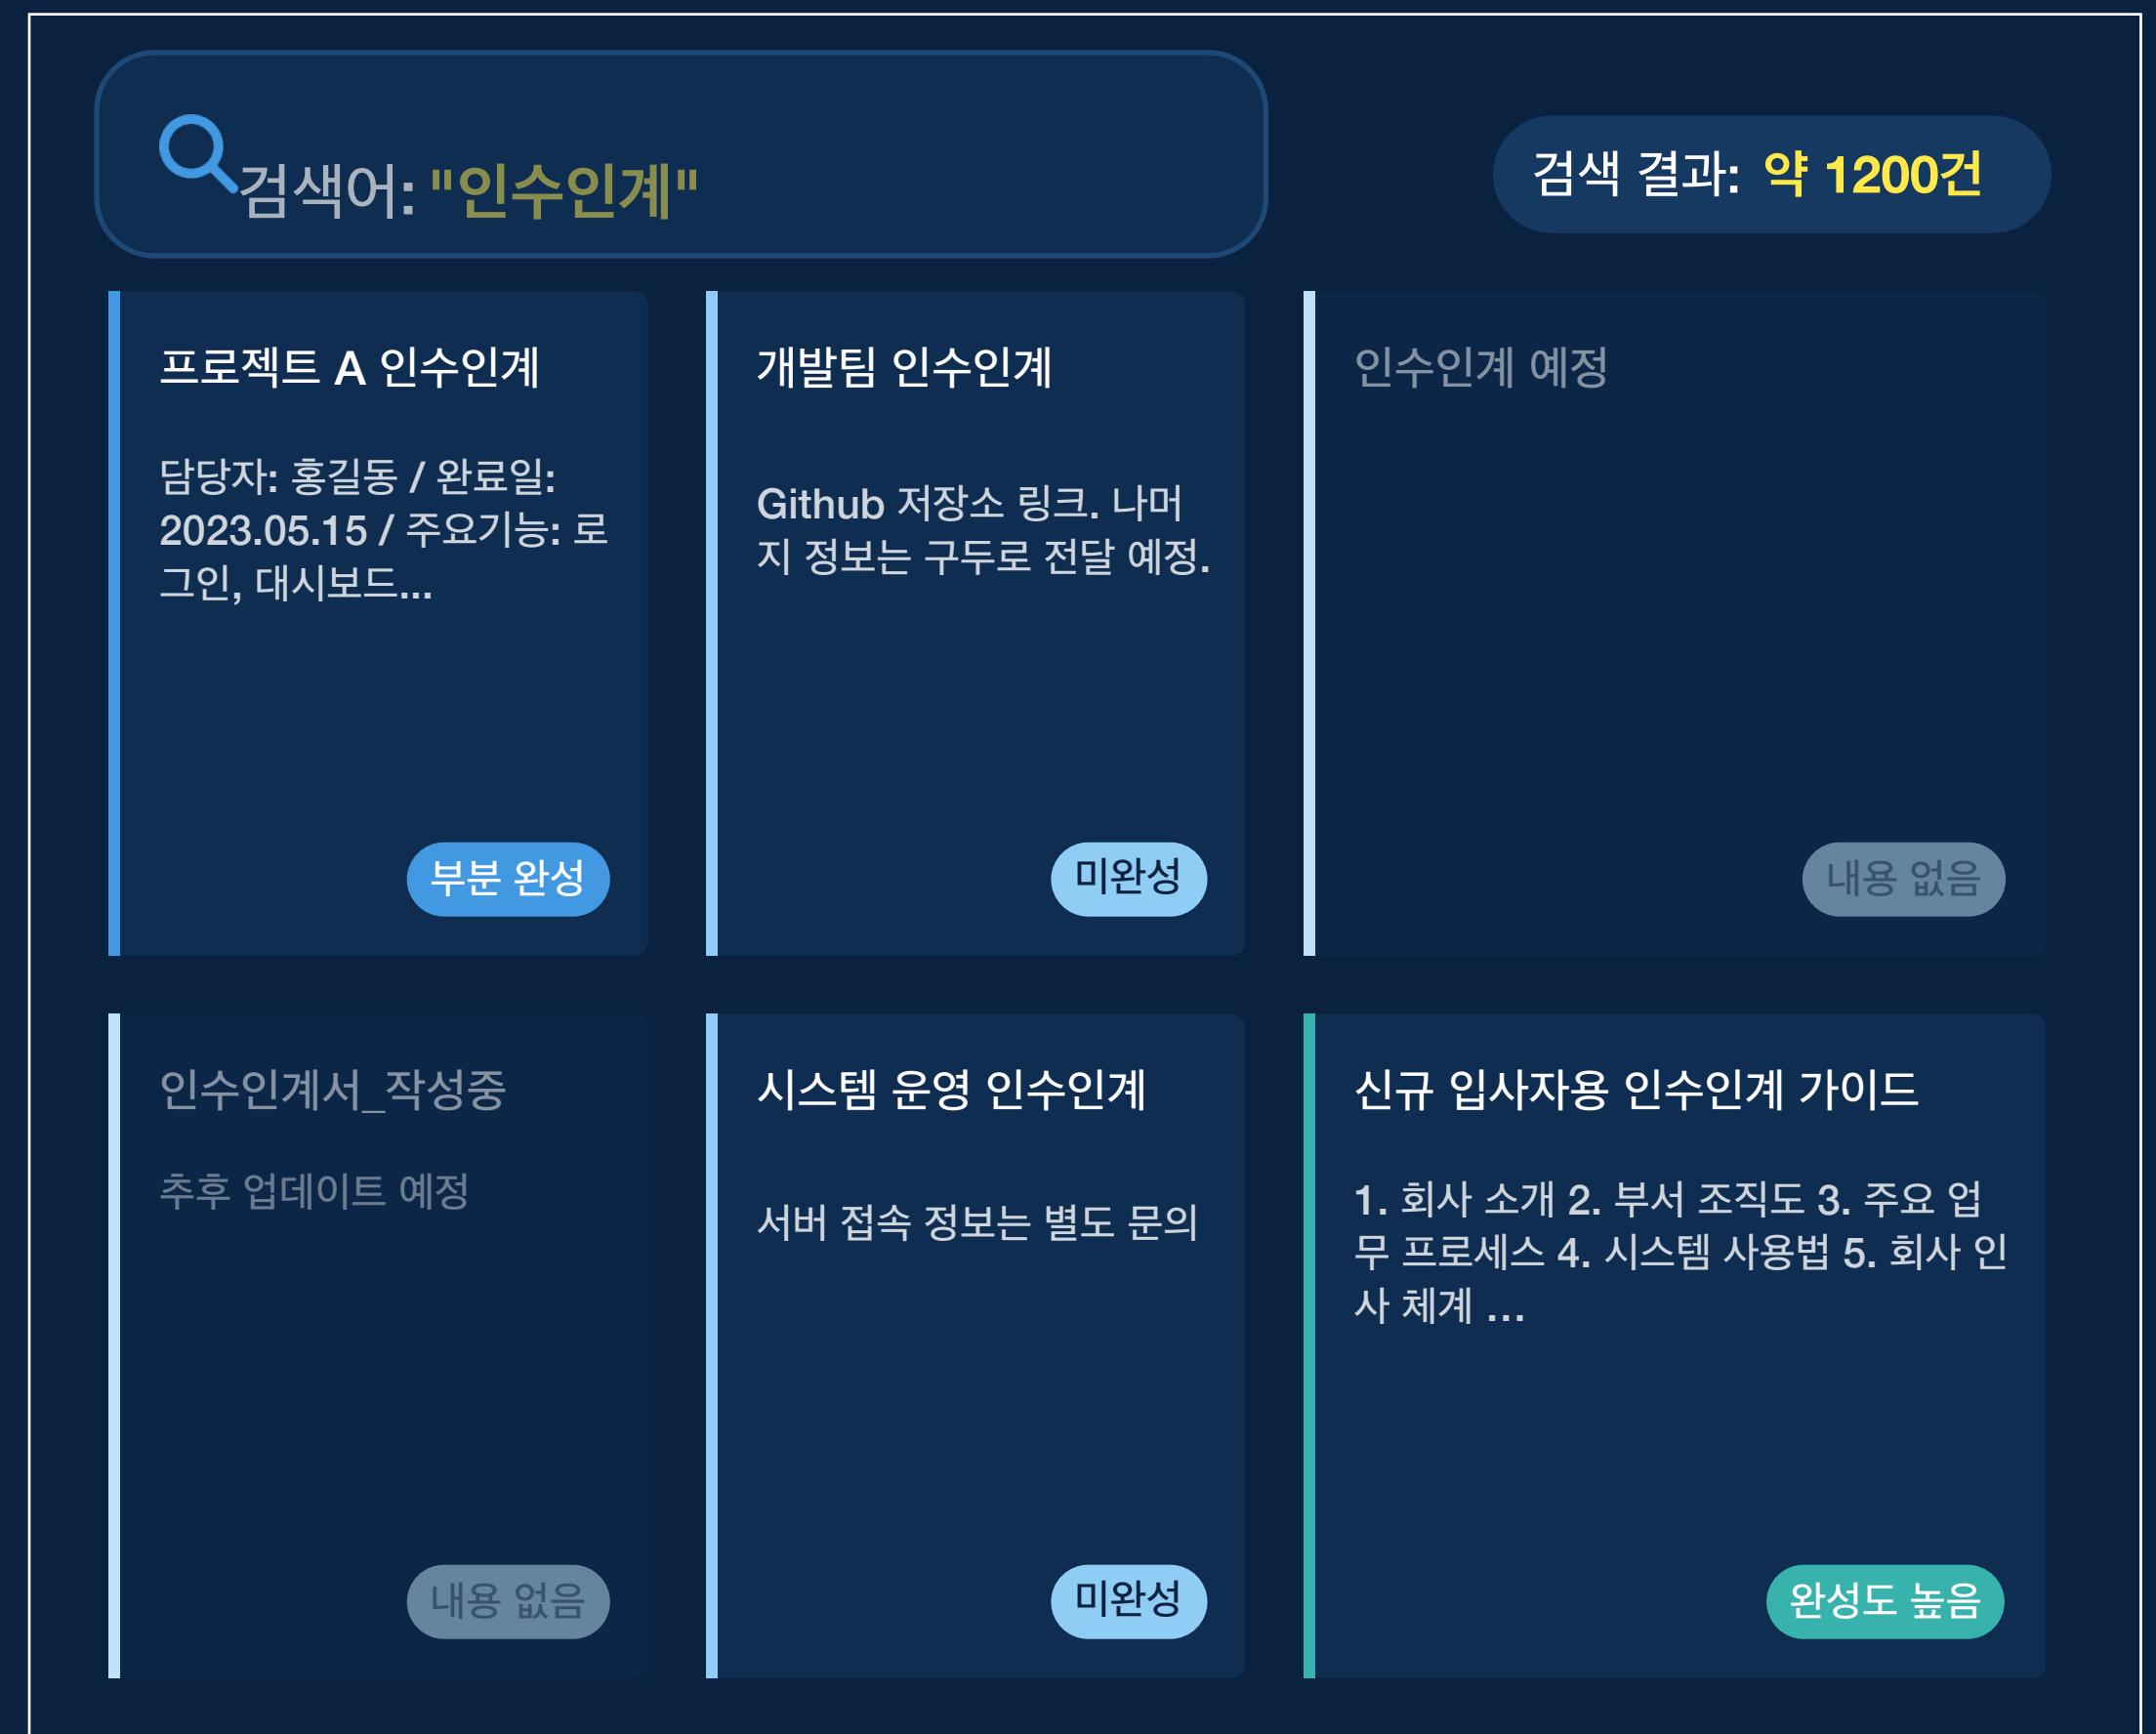 검색어: "인수인계"
검색 결과: 약 1200건
프로젝트 A 인수인계
담당자: 홍길동 / 완료일:
2023.05.15 / 주요기능: 로
그인, 대시보드...
부분 완성
개발팀 인수인계
Github 저장소 링크. 나머
지 정보는 구두로 전달 예정.
미완성
인수인계 예정
내용 없음
인수인계서_작성중
추후 업데이트 예정
내용 없음
시스템 운영 인수인계
서버 접속 정보는 별도 문의
미완성
신규 입사자용 인수인계 가이드
1. 회사 소개 2. 부서 조직도 3. 주요 업
무 프로세스 4. 시스템 사용법 5. 회사 인
사 체계 ...
완성도 높음